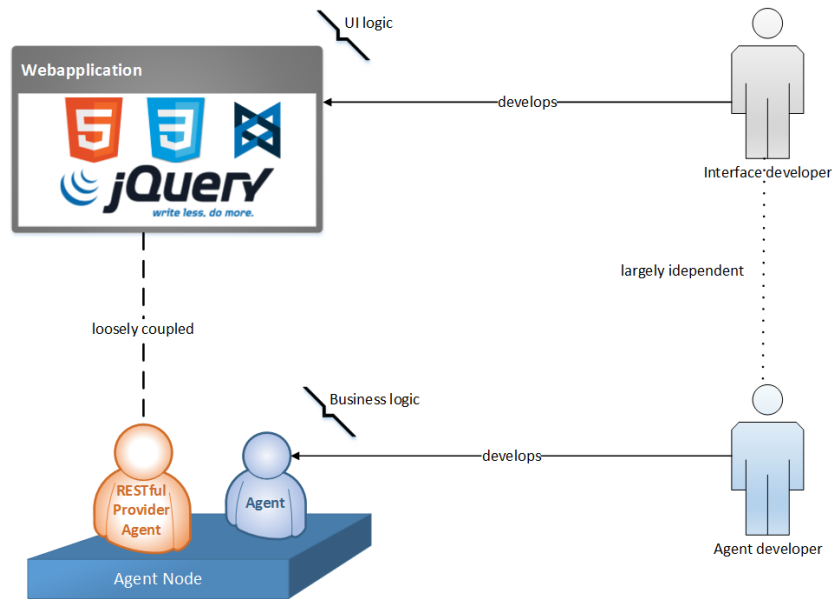 UI logic
Webapplication
5
3
jQuery
write less, do more.
develops
Interface developer
largely idependent
loosely coupled
Business logic
develops
RESTful
Provider
Agent
Agent
Agent developer
Agent Node